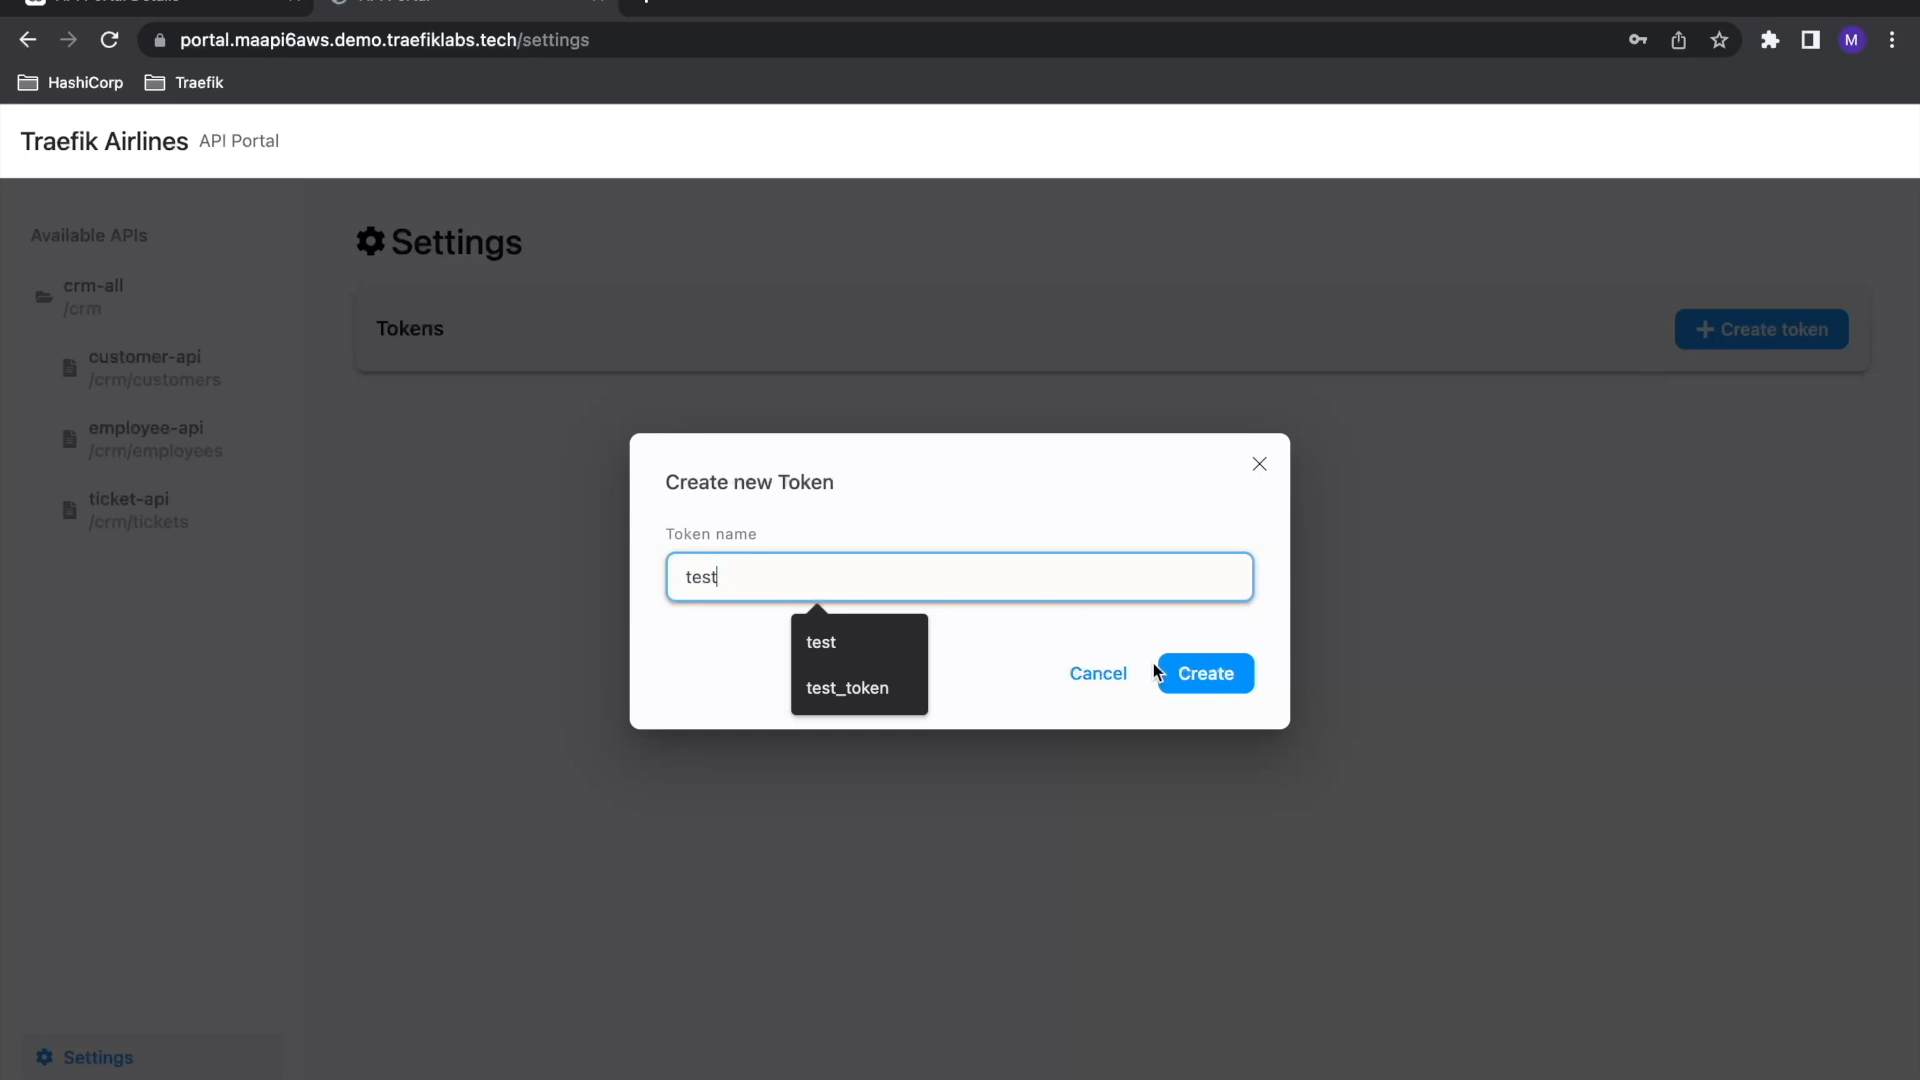 portal.maapi6aws.demo.traefiklabs.tech/settings
M
HashiCorp Traefik
Traefik Airlines API Portal
Available APIs
Settings
crm-all
/crm
Tokens
+ Create token
customer-api
/crm/customers
employee-api
/crm/employees
ticket-api
/crm/tickets
Create new Token
Token name
test
test
test_token
Cancel
Create
Settings